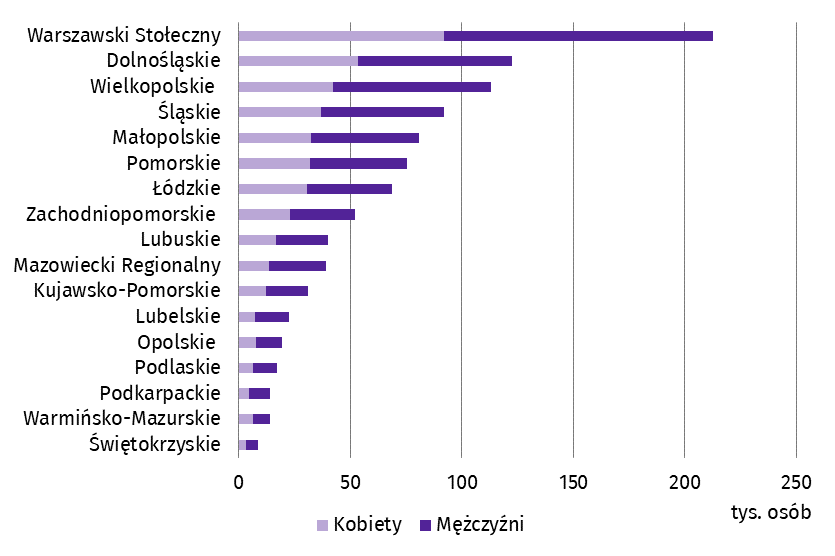 Warszawski Stołeczny
Dolnośląskie
Wielkopolskie
Śląskie
Małopolskie
Pomorskie
Łódzkie
Zachodniopomorskie
Lubuskie
Mazowiecki Regionalny
Kujawsko-Pomorskie
Lubelskie
Opolskie
Podlaskie
Podkarpackie
Warmińsko-Mazurskie
Świętokrzyskie
0 50 100 150 200 250
tys. osób
Kobiety Mężczyźni